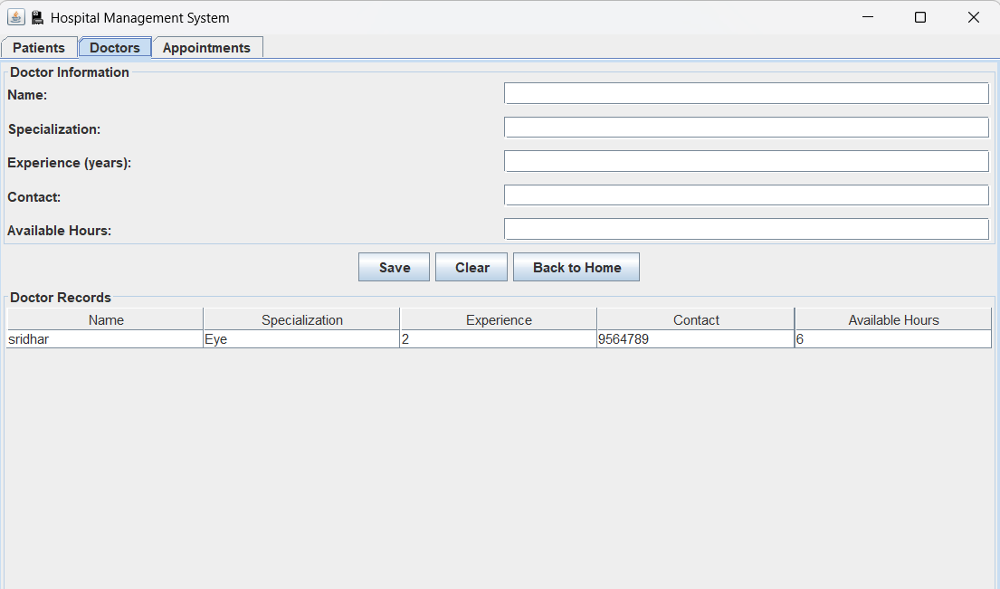 Hospital Management System
Patients Doctors Appointments
Doctor Information
Name:
Specialization:
Experience (years):
Contact:
Available Hours:
Save Clear Back to Home
Doctor Records
Name Specialization Experience Contact Available Hours
sridhar Eye 2 9564789 6